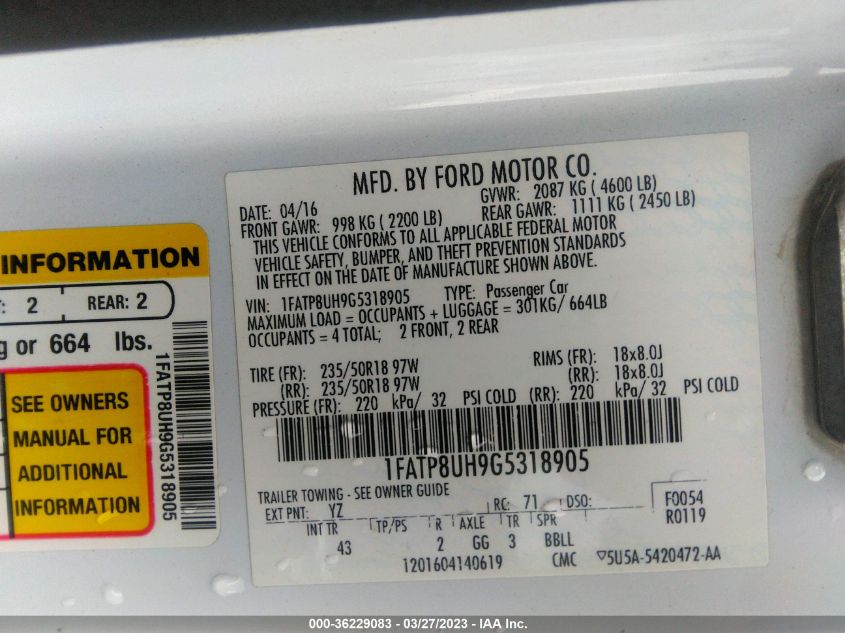 INFORMATION
: 2 REAR: 2
g or 664 lbs.
SEE OWNERS
MANUAL FOR
ADDITIONAL
INFORMATION
1FATP8UH9G5318905
MFD. BY FORD MOTOR CO.
DATE: 04/16 GVWR: 2087 KG ( 4600 LB)
FRONT GAWR: 998 KG ( 2200 LB) REAR GAWR: 1111 KG ( 2450 LB)
THIS VEHICLE CONFORMS TO ALL APPLICABLE FEDERAL MOTOR
VEHICLE SAFETY, BUMPER, AND THEFT PREVENTION STANDARDS
IN EFFECT ON THE DATE OF MANUFACTURE SHOWN ABOVE.
VIN: 1FATP8UH9G5318905 TYPE: Passenger Car
MAXIMUM LOAD = OCCUPANTS + LUGGAGE = 301KG/ 664LB
OCCUPANTS = 4 TOTAL; 2 FRONT, 2 REAR
TIRE (FR): 235/50R18 97W RIMS (FR): 18x8.0J
(RR): 235/50R18 97W (RR): 18x8.0J
PRESSURE (FR): 220 kPa/ 32 PSI COLD (RR): 220 kPa/ 32 PSI COLD
1FATP8UH9G5318905
TRAILER TOWING - SEE OWNER GUIDE
EXT PNT: YZ RC: 71 DSO: F0054
R0119
INT TR TP/PS R AXLE TR SPR
43 2 GG 3 BBLL
1201604140619 CMC ▽5U5A-5420472-AA
000-36229083 - 03/27/2023 - IAA Inc.